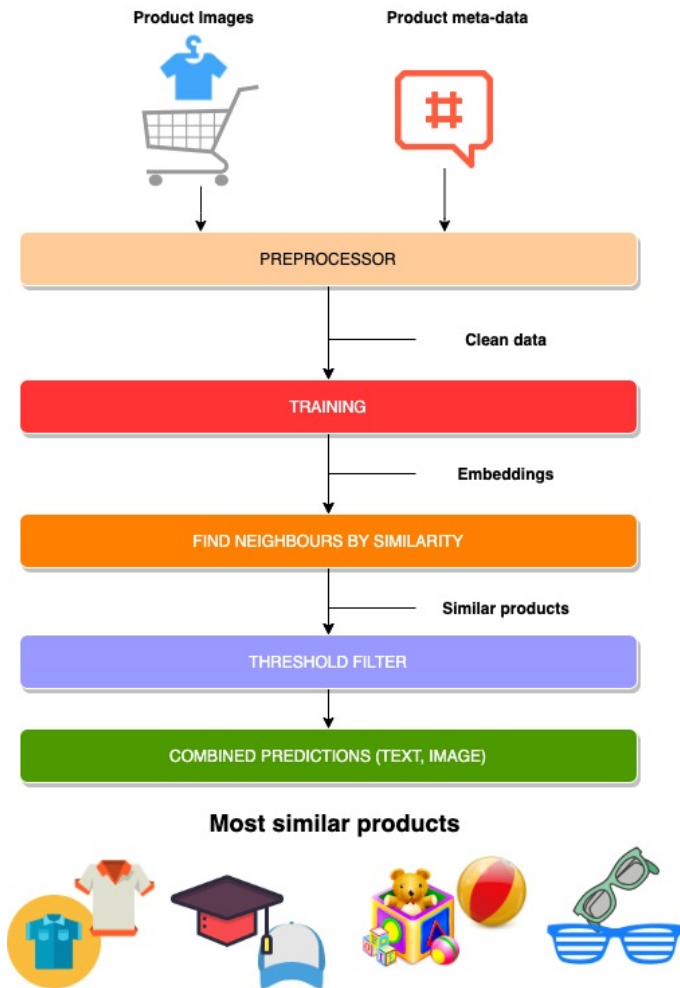 Product Images
Product meta-data
PREPROCESSOR
Clean data
TRAINING
Embeddings
FIND NEIGHBOURS BY SIMILARITY
Similar products
THRESHOLD FILTER
COMBINED PREDICTIONS (TEXT, IMAGE)
Most similar products